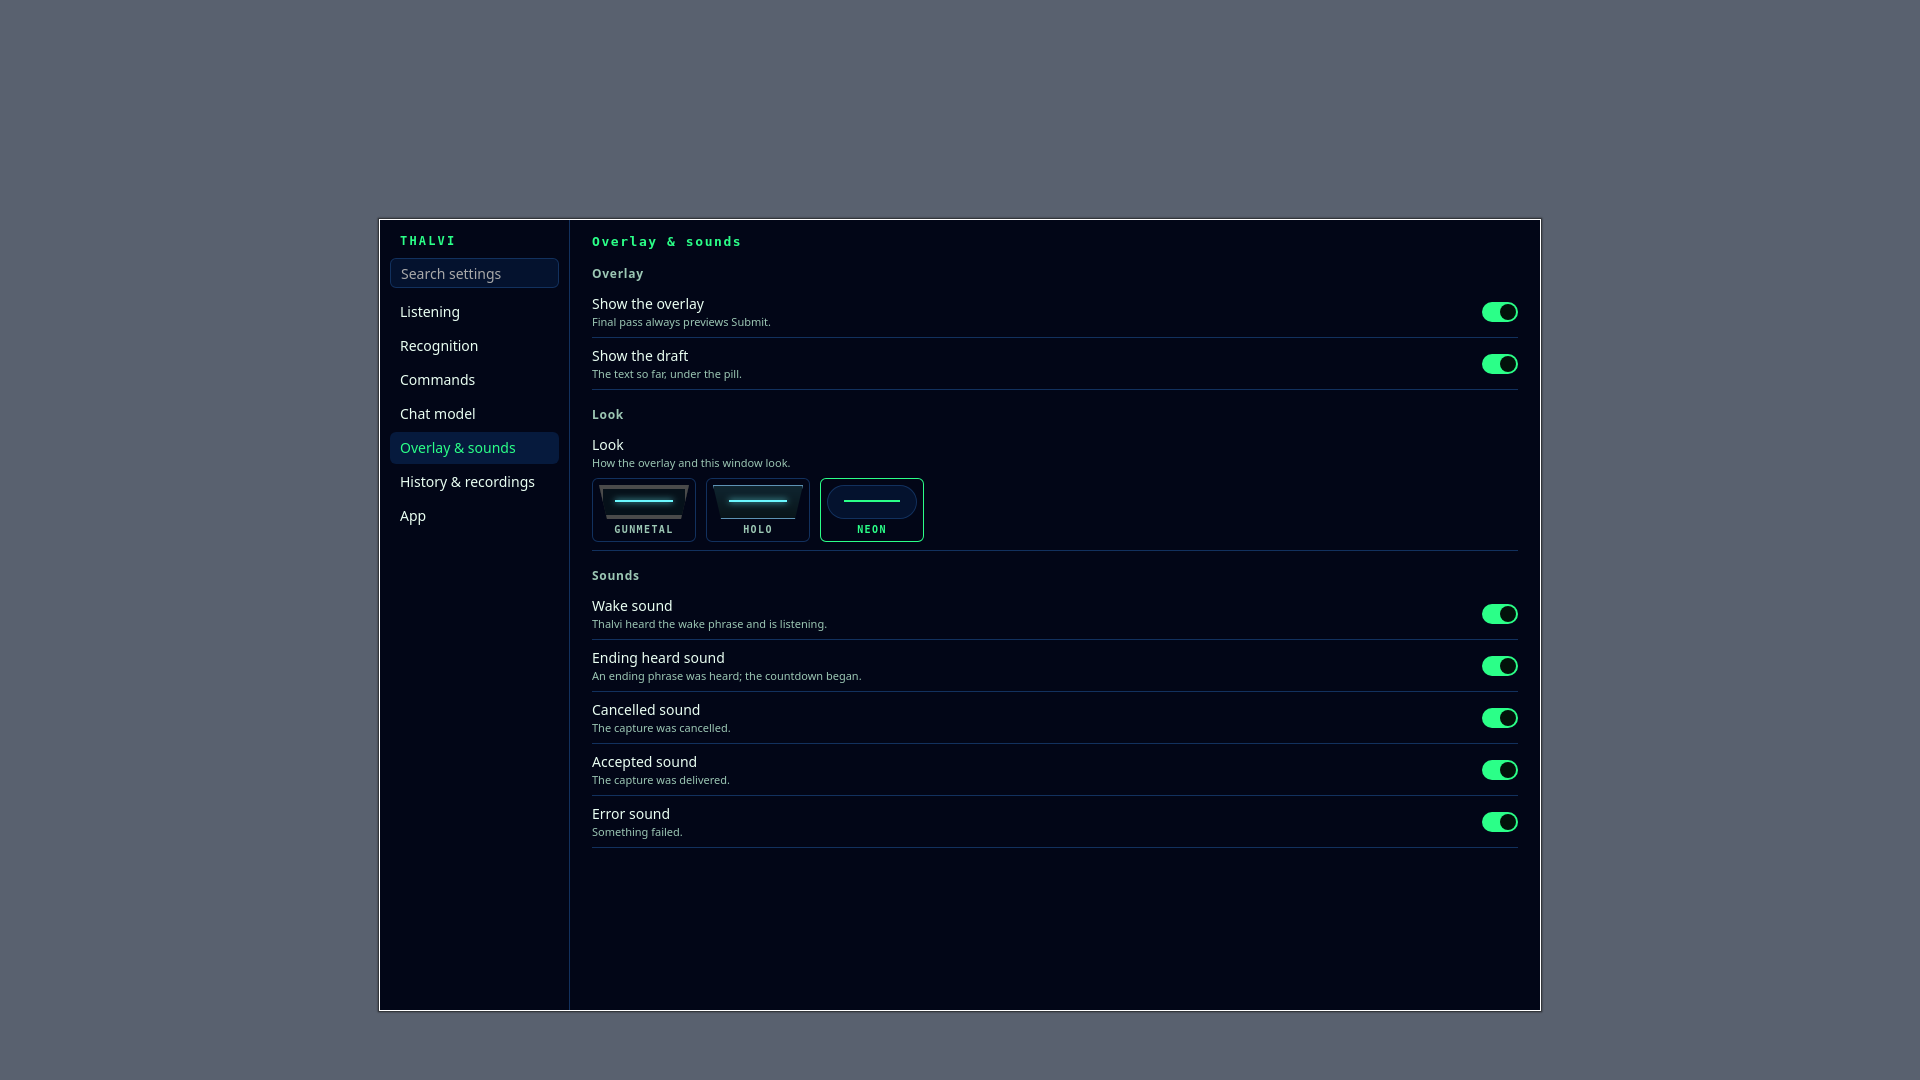 THALVI
Search settings
Listening
Recognition
Commands
Chat model
Overlay & sounds
History & recordings
App
Overlay & sounds
Overlay
Show the overlay
Final pass always previews Submit.
Show the draft
The text so far, under the pill.
Look
Look
How the overlay and this window look.
GUNMETAL
HOLO
NEON
Sounds
Wake sound
Thalvi heard the wake phrase and is listening.
Ending heard sound
An ending phrase was heard; the countdown began.
Cancelled sound
The capture was cancelled.
Accepted sound
The capture was delivered.
Error sound
Something failed.